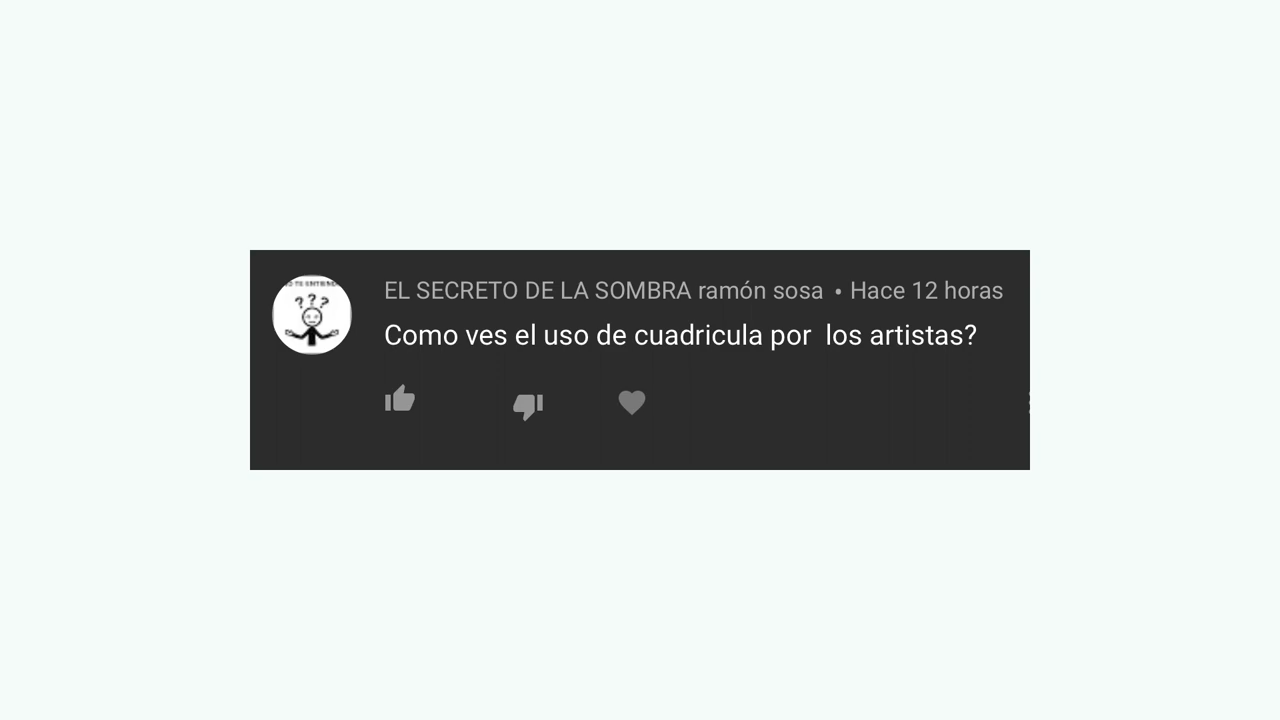 EL SECRETO DE LA SOMBRA ramón sosa • Hace 12 horas
Como ves el uso de cuadricula por  los artistas?